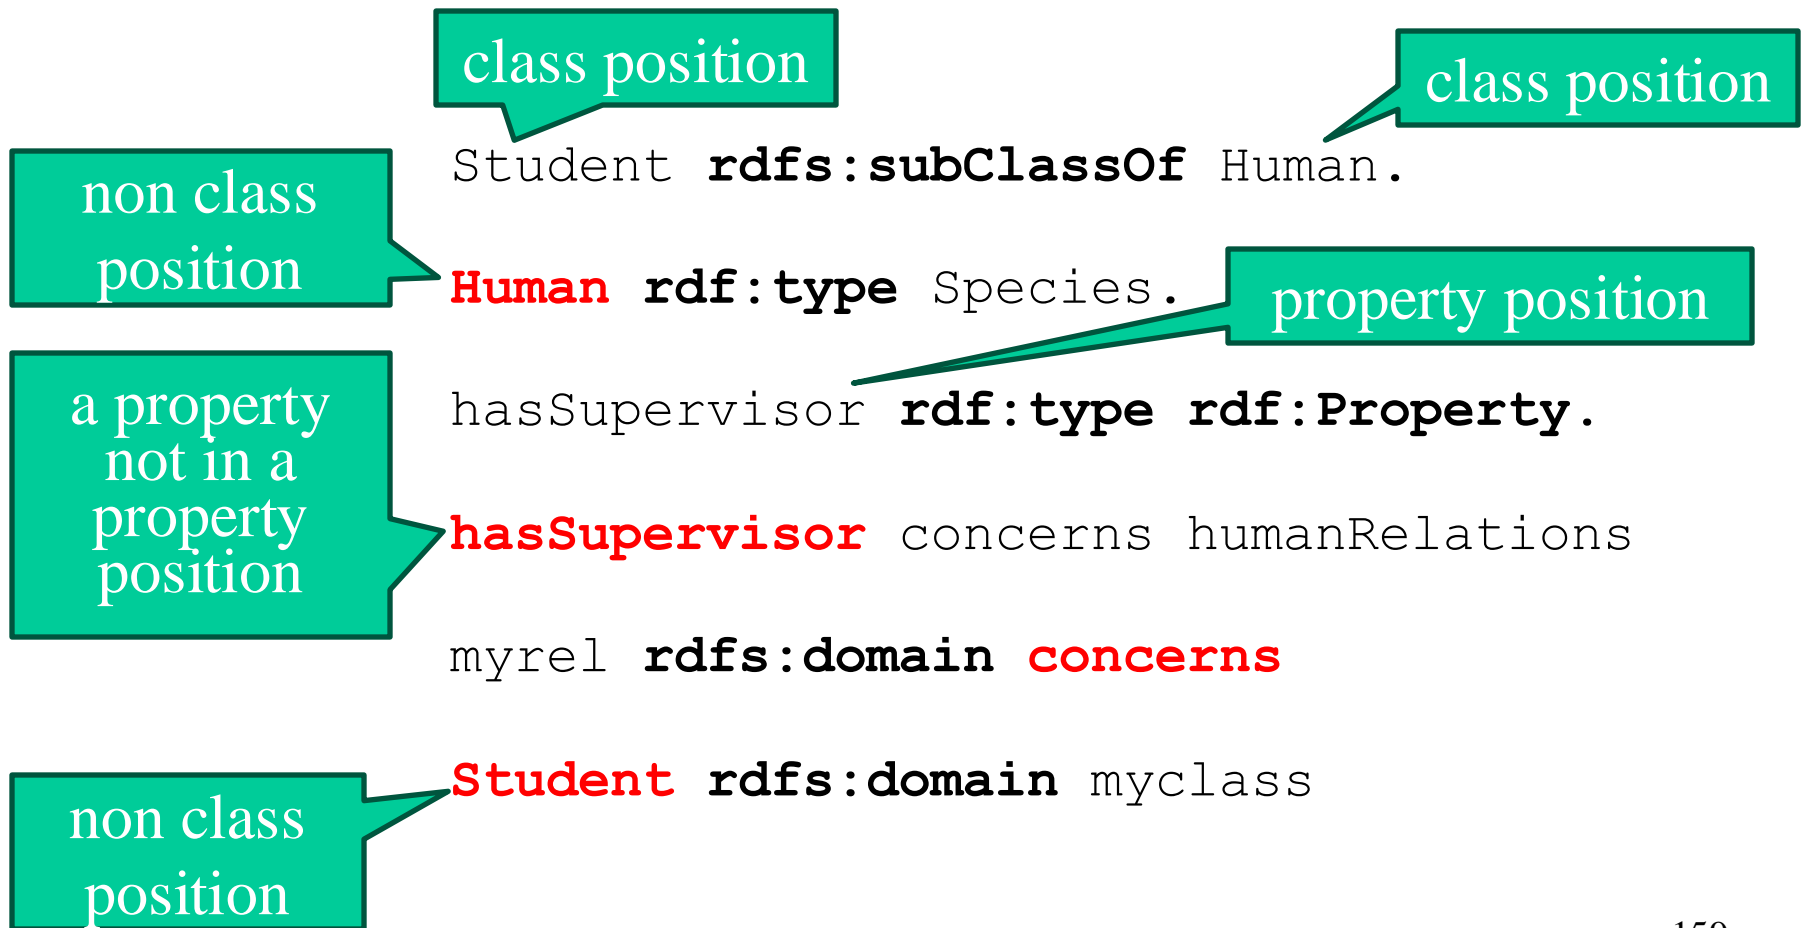 class position
class position
Student rdfs:subClassOf Human.
non class
position
Human rdf:type Species.
property position
hasSupervisor rdf:type rdf:Property.
a property
not in a
property
position
hasSupervisor concerns humanRelations
myrel rdfs:domain concerns
Student rdfs:domain myclass
non class
position